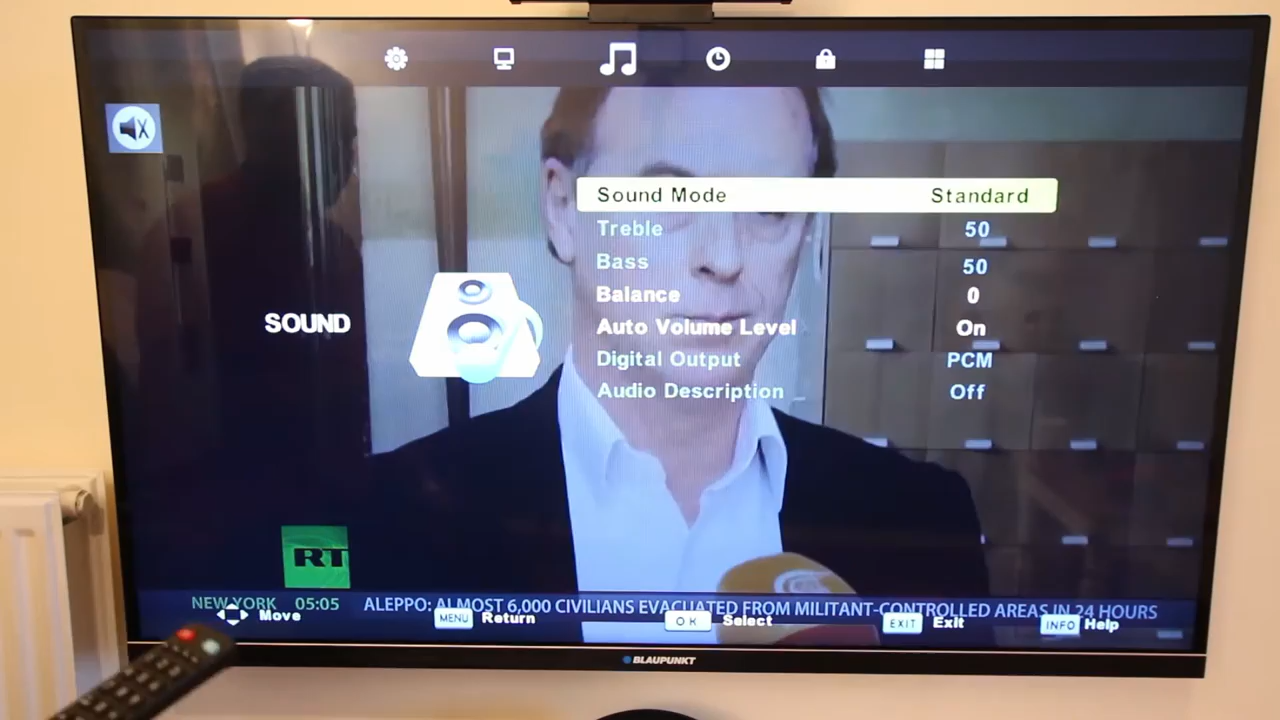 Sound Mode Standard
Treble 50
Bass 50
Balance 0
Auto Volume Level On
Digital Output PCM
Audio Description Off
SOUND
RT
NEW YORK 05:05 ALEPPO: ALMOST 6,000 CIVILIANS EVACUATED FROM MILITANT-CONTROLLED AREAS IN 24 HOURS
Move MENU Return OK Select EXIT Exit INFO Help
BLAUPUNKT